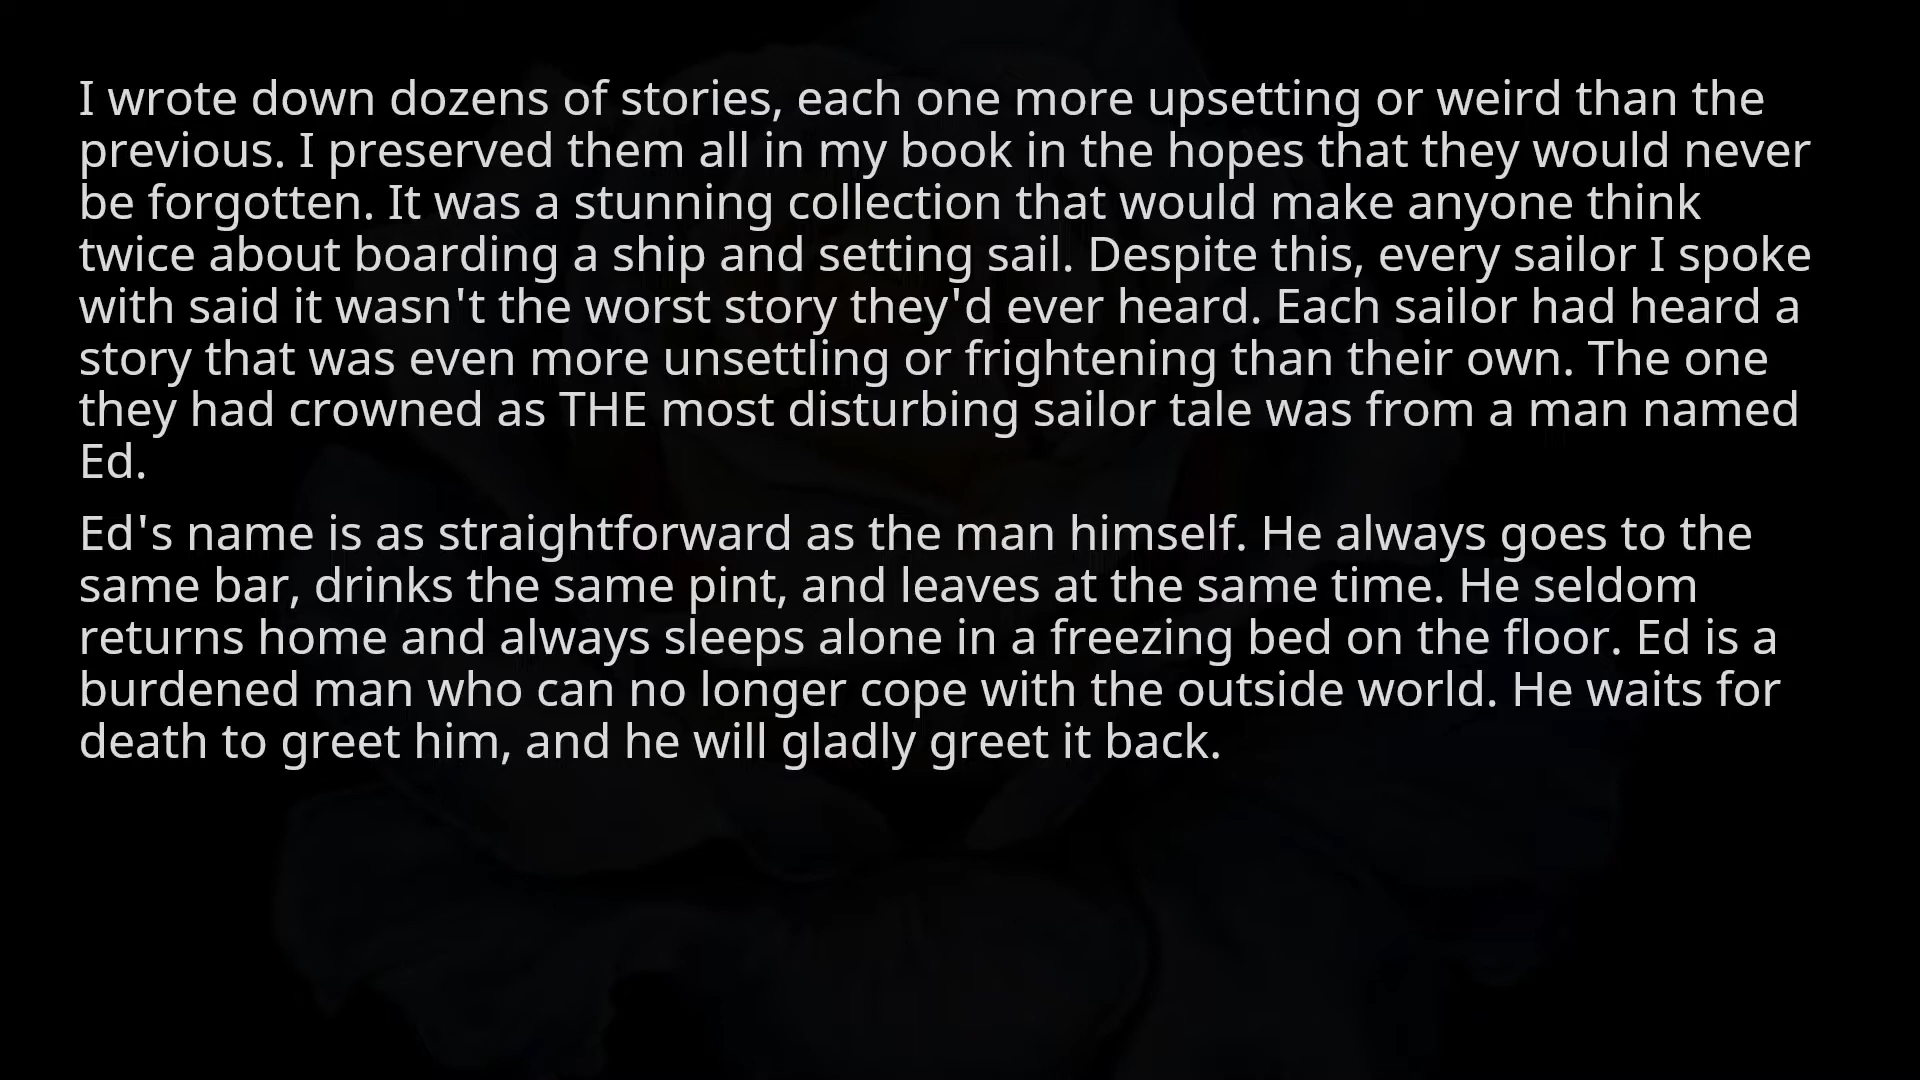 I wrote down dozens of stories, each one more upsetting or weird than the
previous. I preserved them all in my book in the hopes that they would never
be forgotten. It was a stunning collection that would make anyone think
twice about boarding a ship and setting sail. Despite this, every sailor I spoke
with said it wasn't the worst story they'd ever heard. Each sailor had heard a
story that was even more unsettling or frightening than their own. The one
they had crowned as THE most disturbing sailor tale was from a man named
Ed.
Ed's name is as straightforward as the man himself. He always goes to the
same bar, drinks the same pint, and leaves at the same time. He seldom
returns home and always sleeps alone in a freezing bed on the floor. Ed is a
burdened man who can no longer cope with the outside world. He waits for
death to greet him, and he will gladly greet it back.